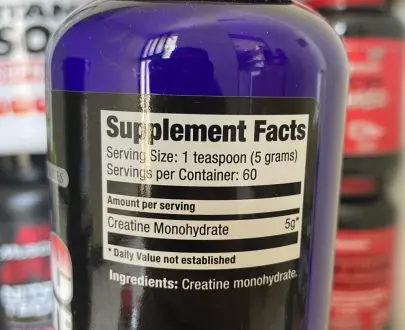 Supplement Facts
Serving Size: 1 teaspoon (5 grams)
Servings per Container: 60
Amount per serving
Creatine Monohydrate 5g*
* Daily Value not established
Ingredients: Creatine monohydrate.